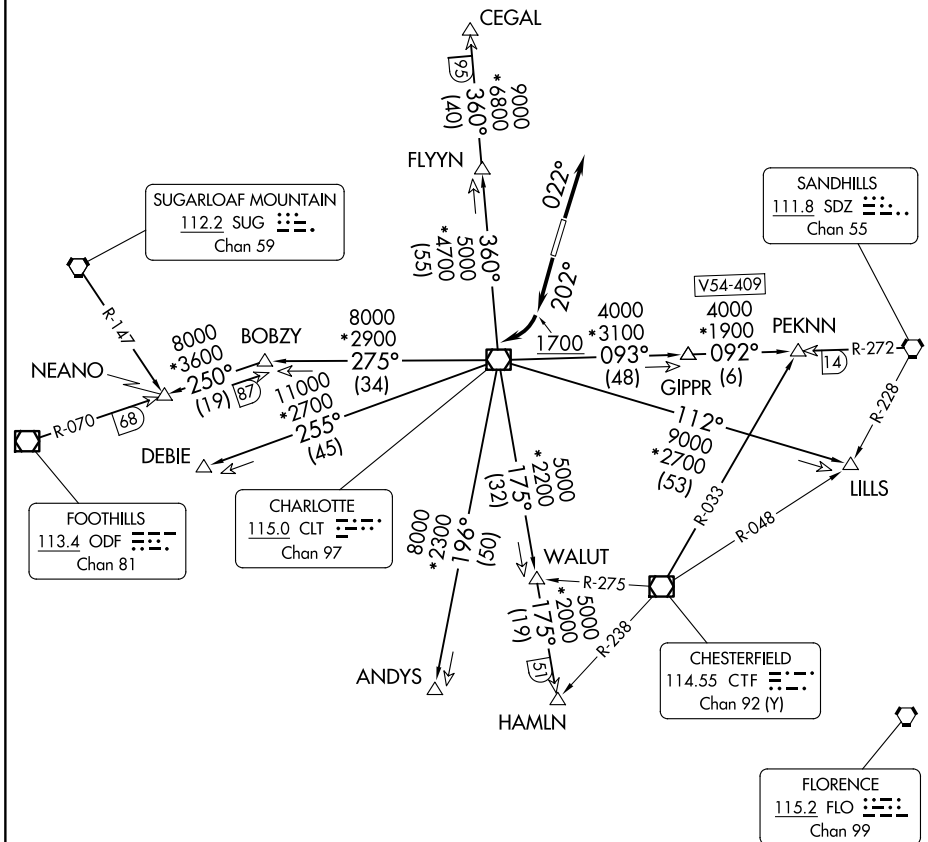 CEGAL
95
360°
(40)
9000
*6800
FLYYN
360°
5000
*4700
(55)
022°
202°
1700
SUGARLOAF MOUNTAIN
112.2 SUG
Chan 59
SANDHILLS
111.8 SDZ
Chan 55
R-147
NEANO
8000
*3600
250°
(19)
BOBZY
87
8000
*2900
275°
(34)
4000
*3100
093°
(48)
V54-409
4000
*1900
092°
(6)
GIPPR
PEKNN
14
R-272
R-228
R-070
68
11000
*2700
255°
(45)
DEBIE
112°
9000
*2700
(53)
LILLS
FOOTHILLS
113.4 ODF
Chan 81
CHARLOTTE
115.0 CLT
Chan 97
196°
(50)
8000
*2300
5000
*2200
175°
(32)
R-033
R-048
WALUT
R-275
5000
*2000
175°
(19)
51
R-238
ANDYS
HAMLN
CHESTERFIELD
114.55 CTF
Chan 92 (Y)
FLORENCE
115.2 FLO
Chan 99